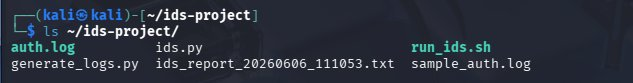 ┌──(kali㉿kali)-[~/ids-project]
└─$ ls ~/ids-project/
auth.log          ids.py                          run_ids.sh
generate_logs.py  ids_report_20260606_111053.txt  sample_auth.log